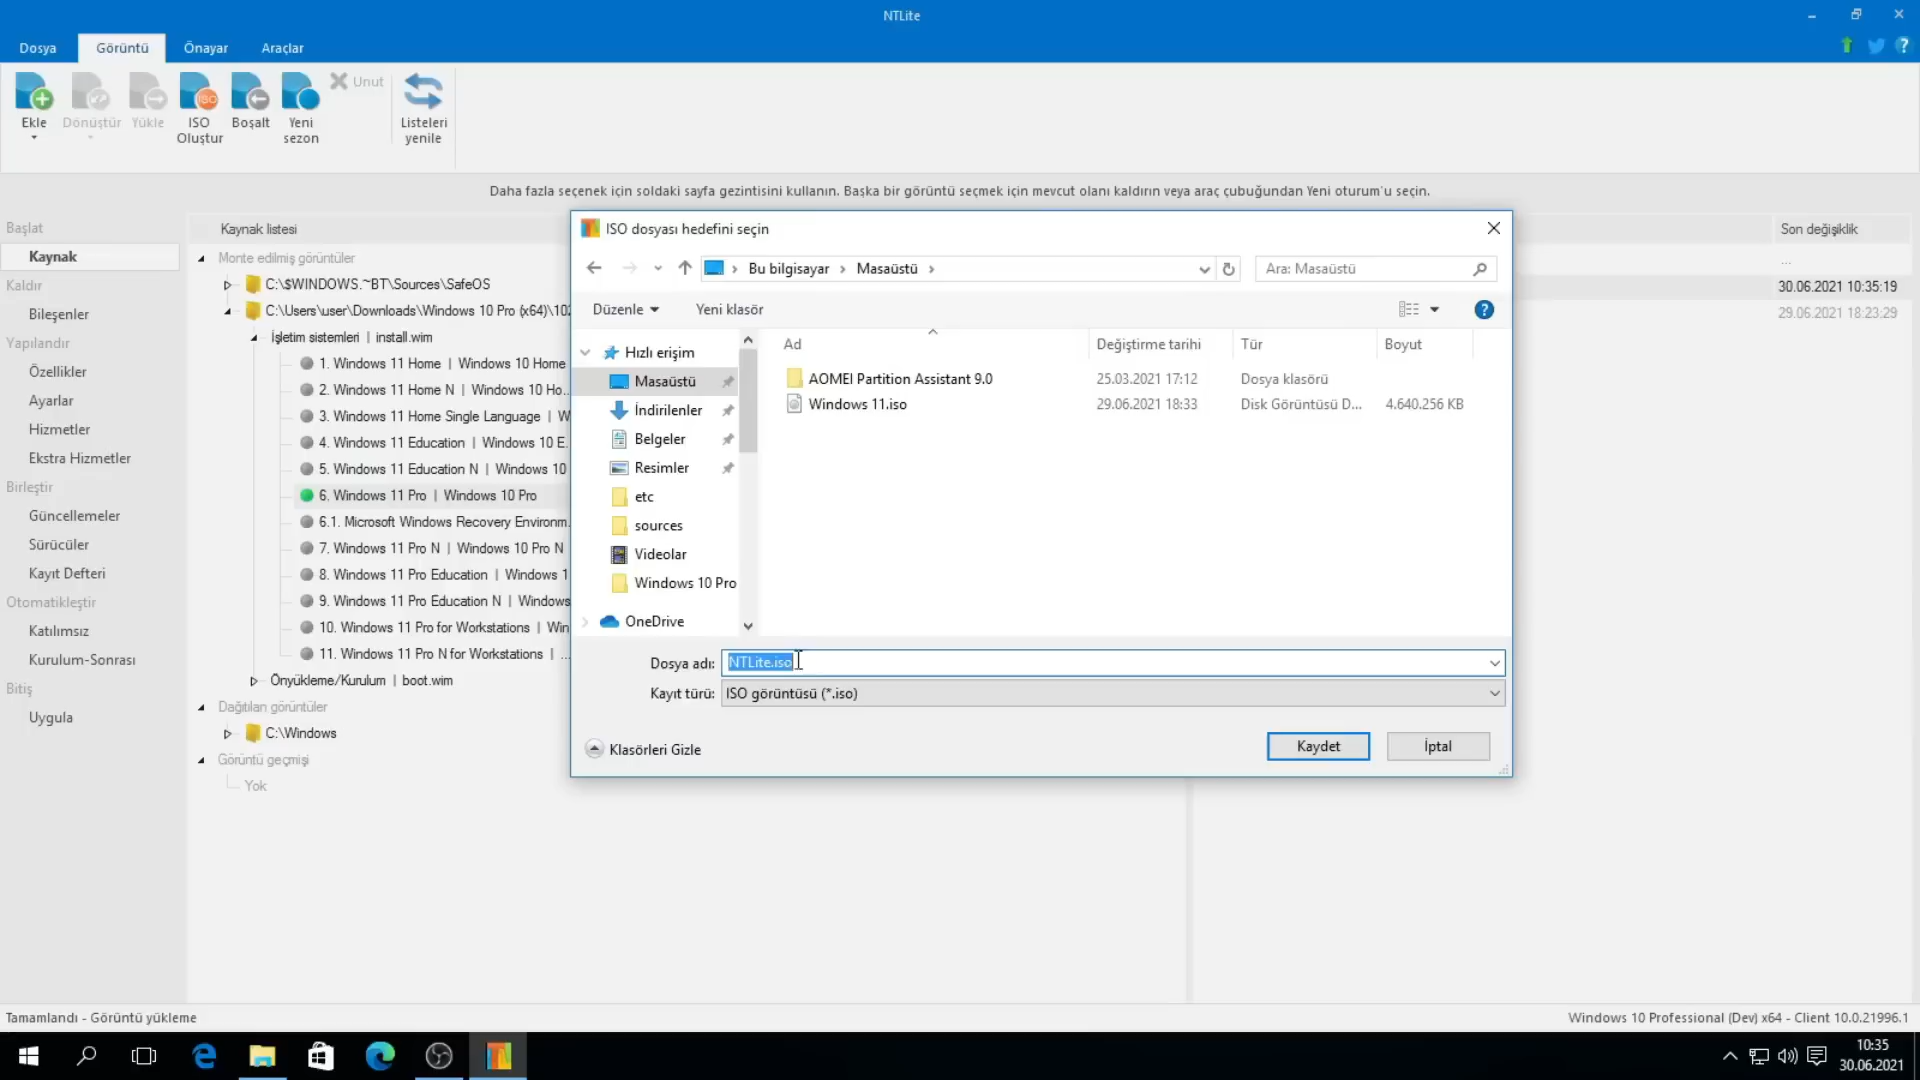 NTLite
Dosya Görüntü Önayar Araçlar
Ekle
Dönüştür
Yükle
ISO
Oluştur
Boşalt
Yeni
sezon
Unut
Listeleri
yenile
Daha fazla seçenek için soldaki sayfa gezintisini kullanın. Başka bir görüntü seçmek için mevcut olanı kaldırın veya araç çubuğundan Yeni oturum'u seçin.
Başlat
Kaynak
Kaldır
Bileşenler
Yapılandır
Özellikler
Ayarlar
Hizmetler
Ekstra Hizmetler
Birleştir
Güncellemeler
Sürücüler
Kayıt Defteri
Otomatikleştir
Katılımsız
Kurulum-Sonrası
Bitiş
Uygula
Kaynak listesi
Monte edilmiş görüntüler
C:\$WINDOWS.~BT\Sources\SafeOS
C:\Users\user\Downloads\Windows 10 Pro (x64)\102
İşletim sistemleri | install.wim
1. Windows 11 Home | Windows 10 Home
2. Windows 11 Home N | Windows 10 Ho...
3. Windows 11 Home Single Language | W
4. Windows 11 Education | Windows 10 E.
5. Windows 11 Education N | Windows 10
6. Windows 11 Pro | Windows 10 Pro
6.1. Microsoft Windows Recovery Environm.
7. Windows 11 Pro N | Windows 10 Pro N
8. Windows 11 Pro Education | Windows 1
9. Windows 11 Pro Education N | Windows
10. Windows 11 Pro for Workstations | Win
11. Windows 11 Pro N for Workstations | ...
Önyükleme/Kurulum | boot.wim
Dağıtılan görüntüler
C:\Windows
Görüntü geçmişi
Yok
Son değişiklik
...
30.06.2021 10:35:19
29.06.2021 18:23:29
ISO dosyası hedefini seçin
Bu bilgisayar Masaüstü
Ara: Masaüstü
Düzenle Yeni klasör
Hızlı erişim
Masaüstü
İndirilenler
Belgeler
Resimler
etc
sources
Videolar
Windows 10 Pro
OneDrive
Ad Değiştirme tarihi Tür Boyut
AOMEI Partition Assistant 9.0 25.03.2021 17:12 Dosya klasörü
Windows 11.iso 29.06.2021 18:33 Disk Görüntüsü D... 4.640.256 KB
Dosya adı: NTLite.iso
Kayıt türü: ISO görüntüsü (*.iso)
Klasörleri Gizle
Kaydet İptal
Tamamlandı - Görüntü yükleme
Windows 10 Professional (Dev) x64 - Client 10.0.21996.1
10:35
30.06.2021